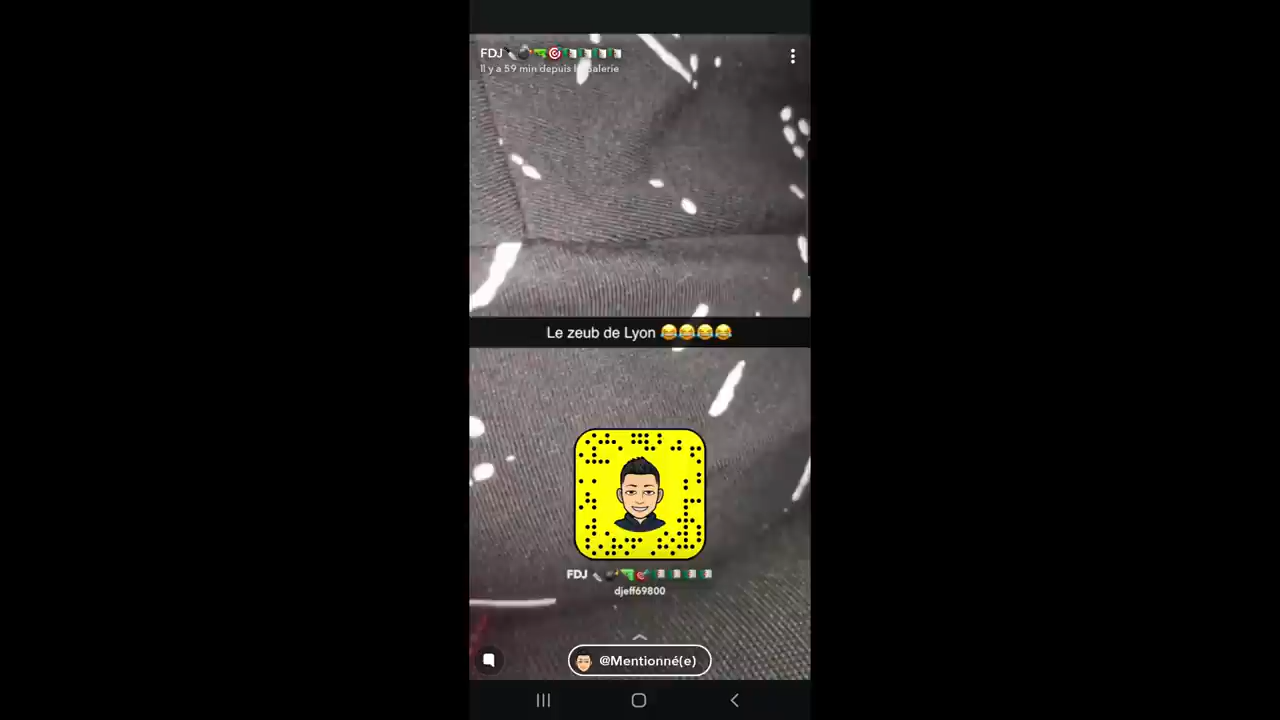 FDJ🔪💣🔫🎯🇩🇿🇩🇿🇩🇿🇩🇿
Il y a 59 min depuis la galerie
Le zeub de Lyon 😂😂😂😂
FDJ🔪💣🔫🎯🇩🇿🇩🇿🇩🇿🇩🇿
djeff69800
@Mentionné(e)